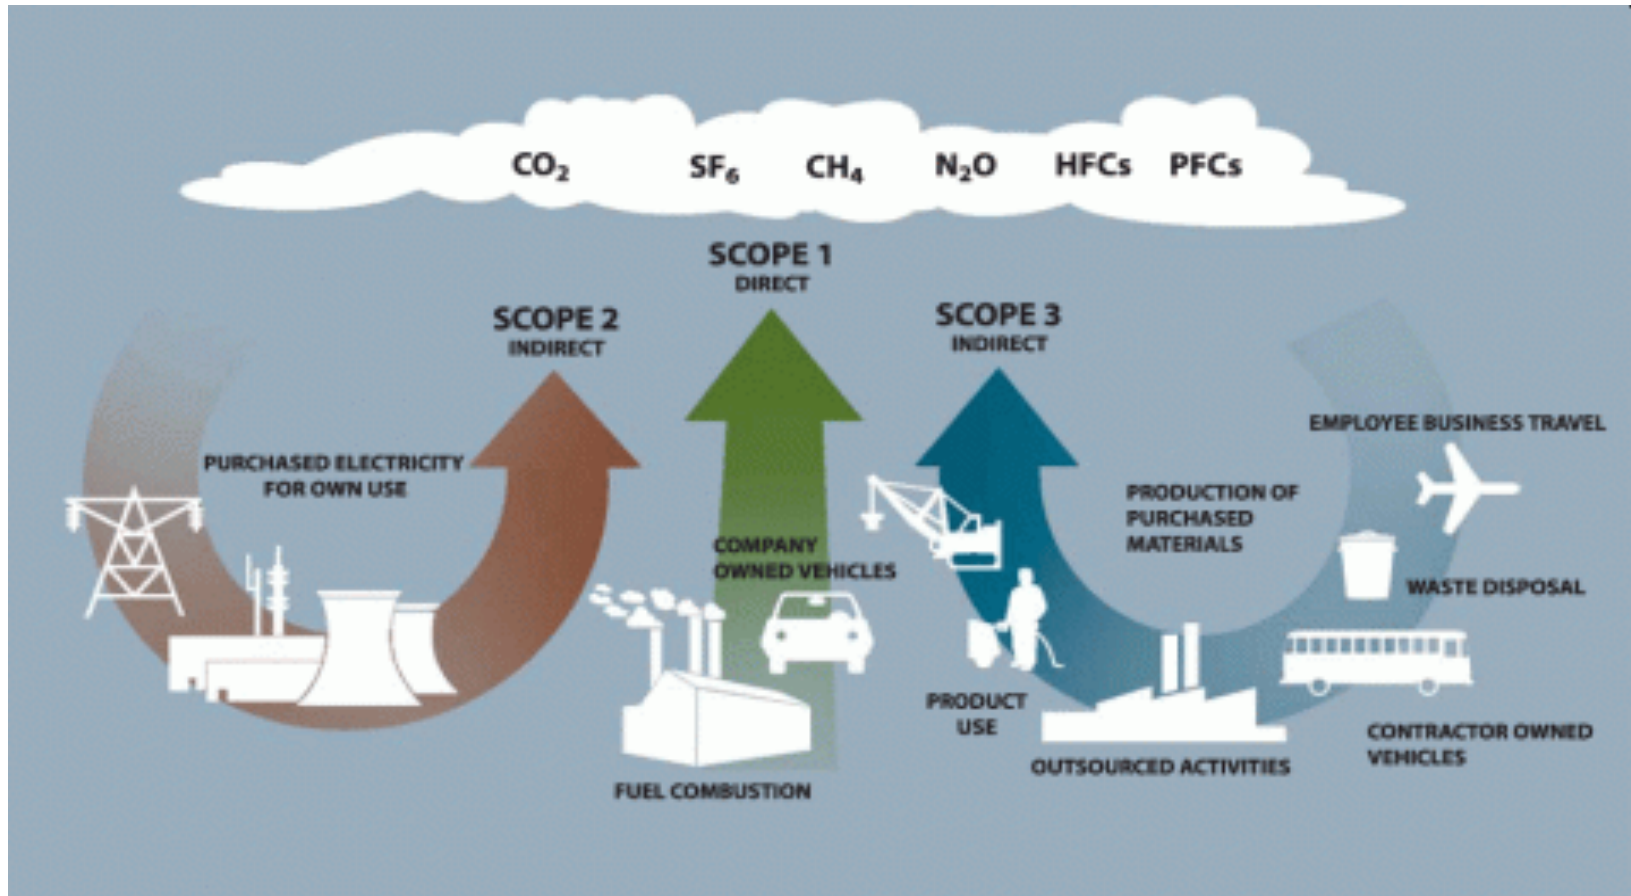 CO₂ SF₆ CH₄ N₂O HFCs PFCs
SCOPE 1
DIRECT
SCOPE 2
INDIRECT
SCOPE 3
INDIRECT
PURCHASED ELECTRICITY
FOR OWN USE
COMPANY
OWNED VEHICLES
FUEL COMBUSTION
EMPLOYEE BUSINESS TRAVEL
PRODUCTION OF
PURCHASED
MATERIALS
WASTE DISPOSAL
PRODUCT
USE
OUTSOURCED ACTIVITIES
CONTRACTOR OWNED
VEHICLES